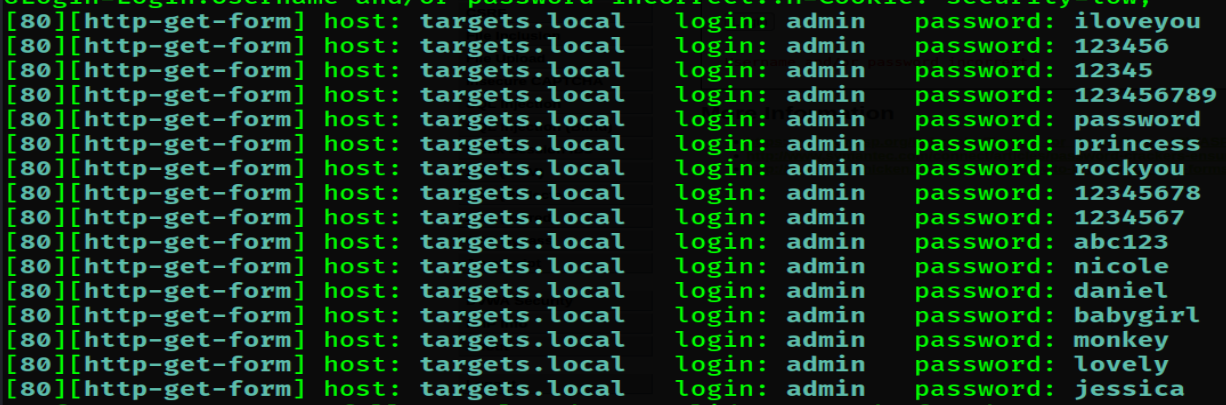 [80][http-get-form] host: targets.local login: admin password: iloveyou
[80][http-get-form] host: targets.local login: admin password: 123456
[80][http-get-form] host: targets.local login: admin password: 12345
[80][http-get-form] host: targets.local login: admin password: 123456789
[80][http-get-form] host: targets.local login: admin password: password
[80][http-get-form] host: targets.local login: admin password: princess
[80][http-get-form] host: targets.local login: admin password: rockyou
[80][http-get-form] host: targets.local login: admin password: 12345678
[80][http-get-form] host: targets.local login: admin password: 1234567
[80][http-get-form] host: targets.local login: admin password: abc123
[80][http-get-form] host: targets.local login: admin password: nicole
[80][http-get-form] host: targets.local login: admin password: daniel
[80][http-get-form] host: targets.local login: admin password: babygirl
[80][http-get-form] host: targets.local login: admin password: monkey
[80][http-get-form] host: targets.local login: admin password: lovely
[80][http-get-form] host: targets.local login: admin password: jessica